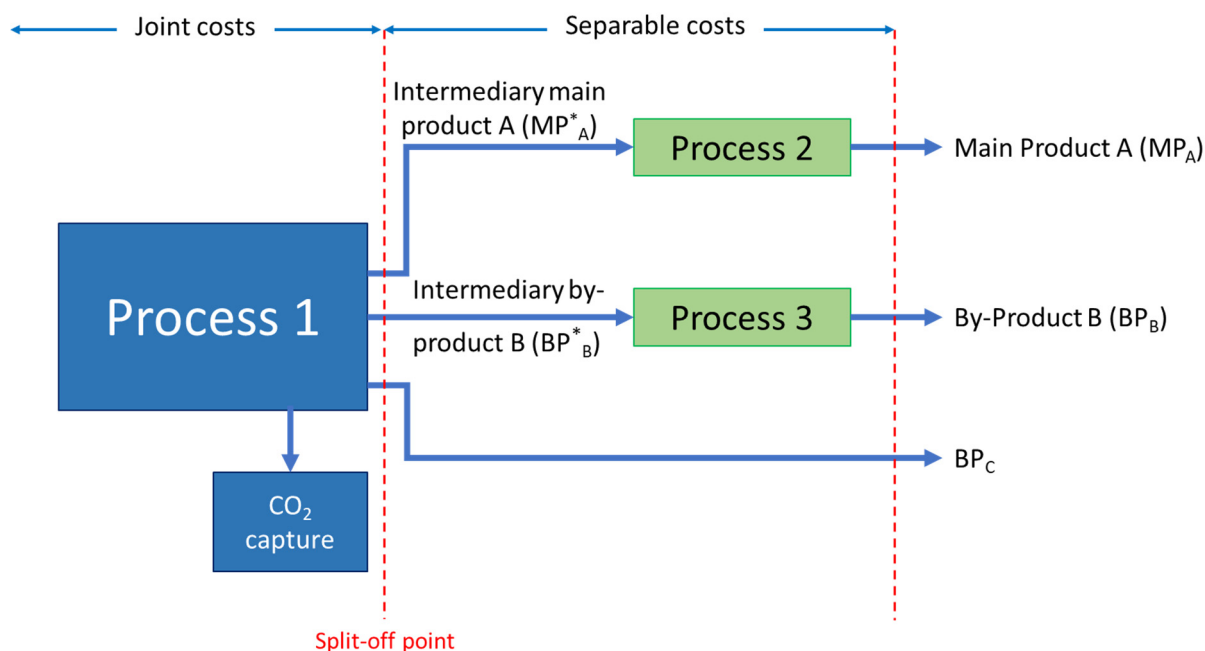 Joint costs
Separable costs
Intermediary main
product A (MP*A)
Process 2
Main Product A (MPA)
Process 1
Intermediary by-
product B (BP*B)
Process 3
By-Product B (BPB)
BPC
CO2
capture
Split-off point